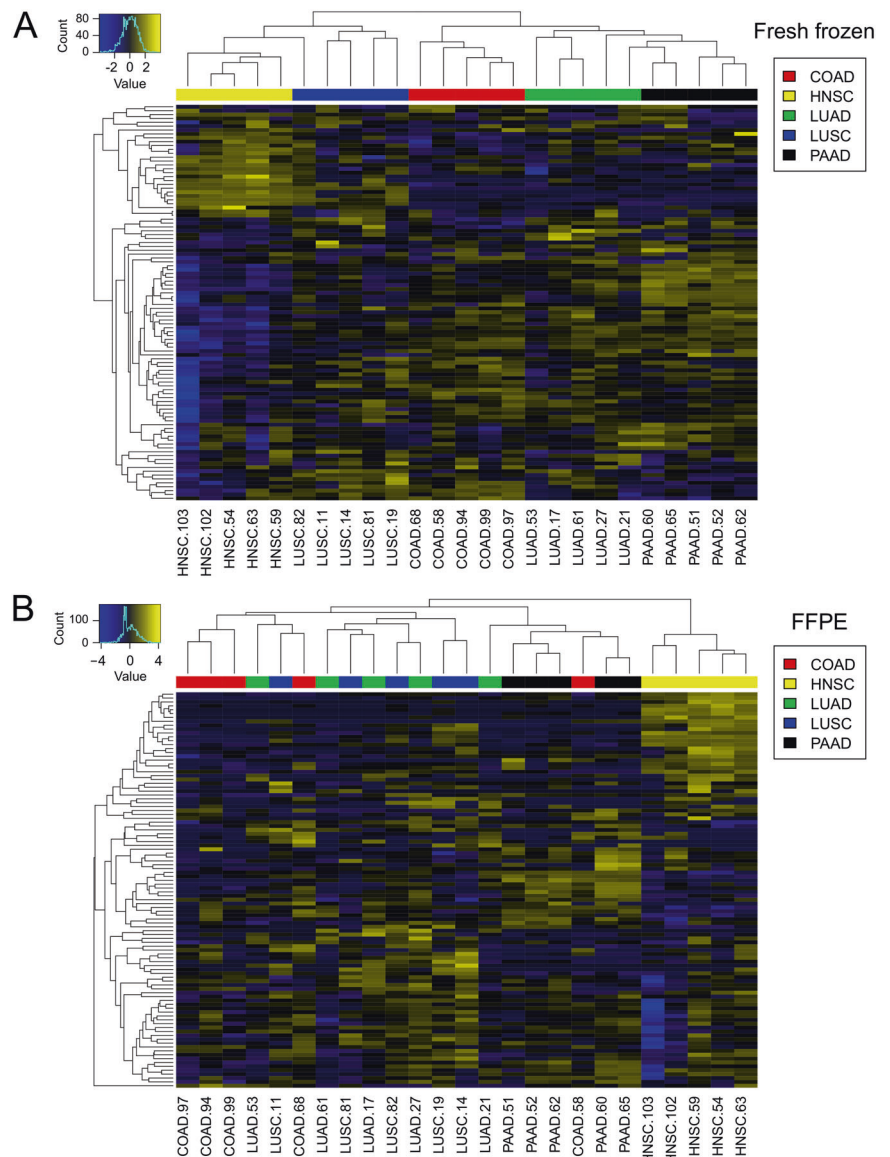 A
Fresh frozen
Count
80
40
0
-2 0 2
Value
COAD
HNSC
LUAD
LUSC
PAAD
HNSC.103
HNSC.102
HNSC.54
HNSC.63
HNSC.59
LUSC.82
LUSC.11
LUSC.14
LUSC.81
LUSC.19
COAD.68
COAD.58
COAD.94
COAD.99
COAD.97
LUAD.53
LUAD.17
LUAD.61
LUAD.27
LUAD.21
PAAD.60
PAAD.65
PAAD.51
PAAD.52
PAAD.62
B
FFPE
Count
100
0
−4 0 4
Value
COAD
HNSC
LUAD
LUSC
PAAD
COAD.97
COAD.94
COAD.99
LUAD.53
LUSC.11
COAD.68
LUAD.61
LUSC.81
LUAD.17
LUSC.82
LUAD.27
LUSC.19
LUSC.14
LUAD.21
PAAD.51
PAAD.52
PAAD.62
COAD.58
PAAD.60
PAAD.65
HNSC.103
HNSC.102
HNSC.59
HNSC.54
HNSC.63